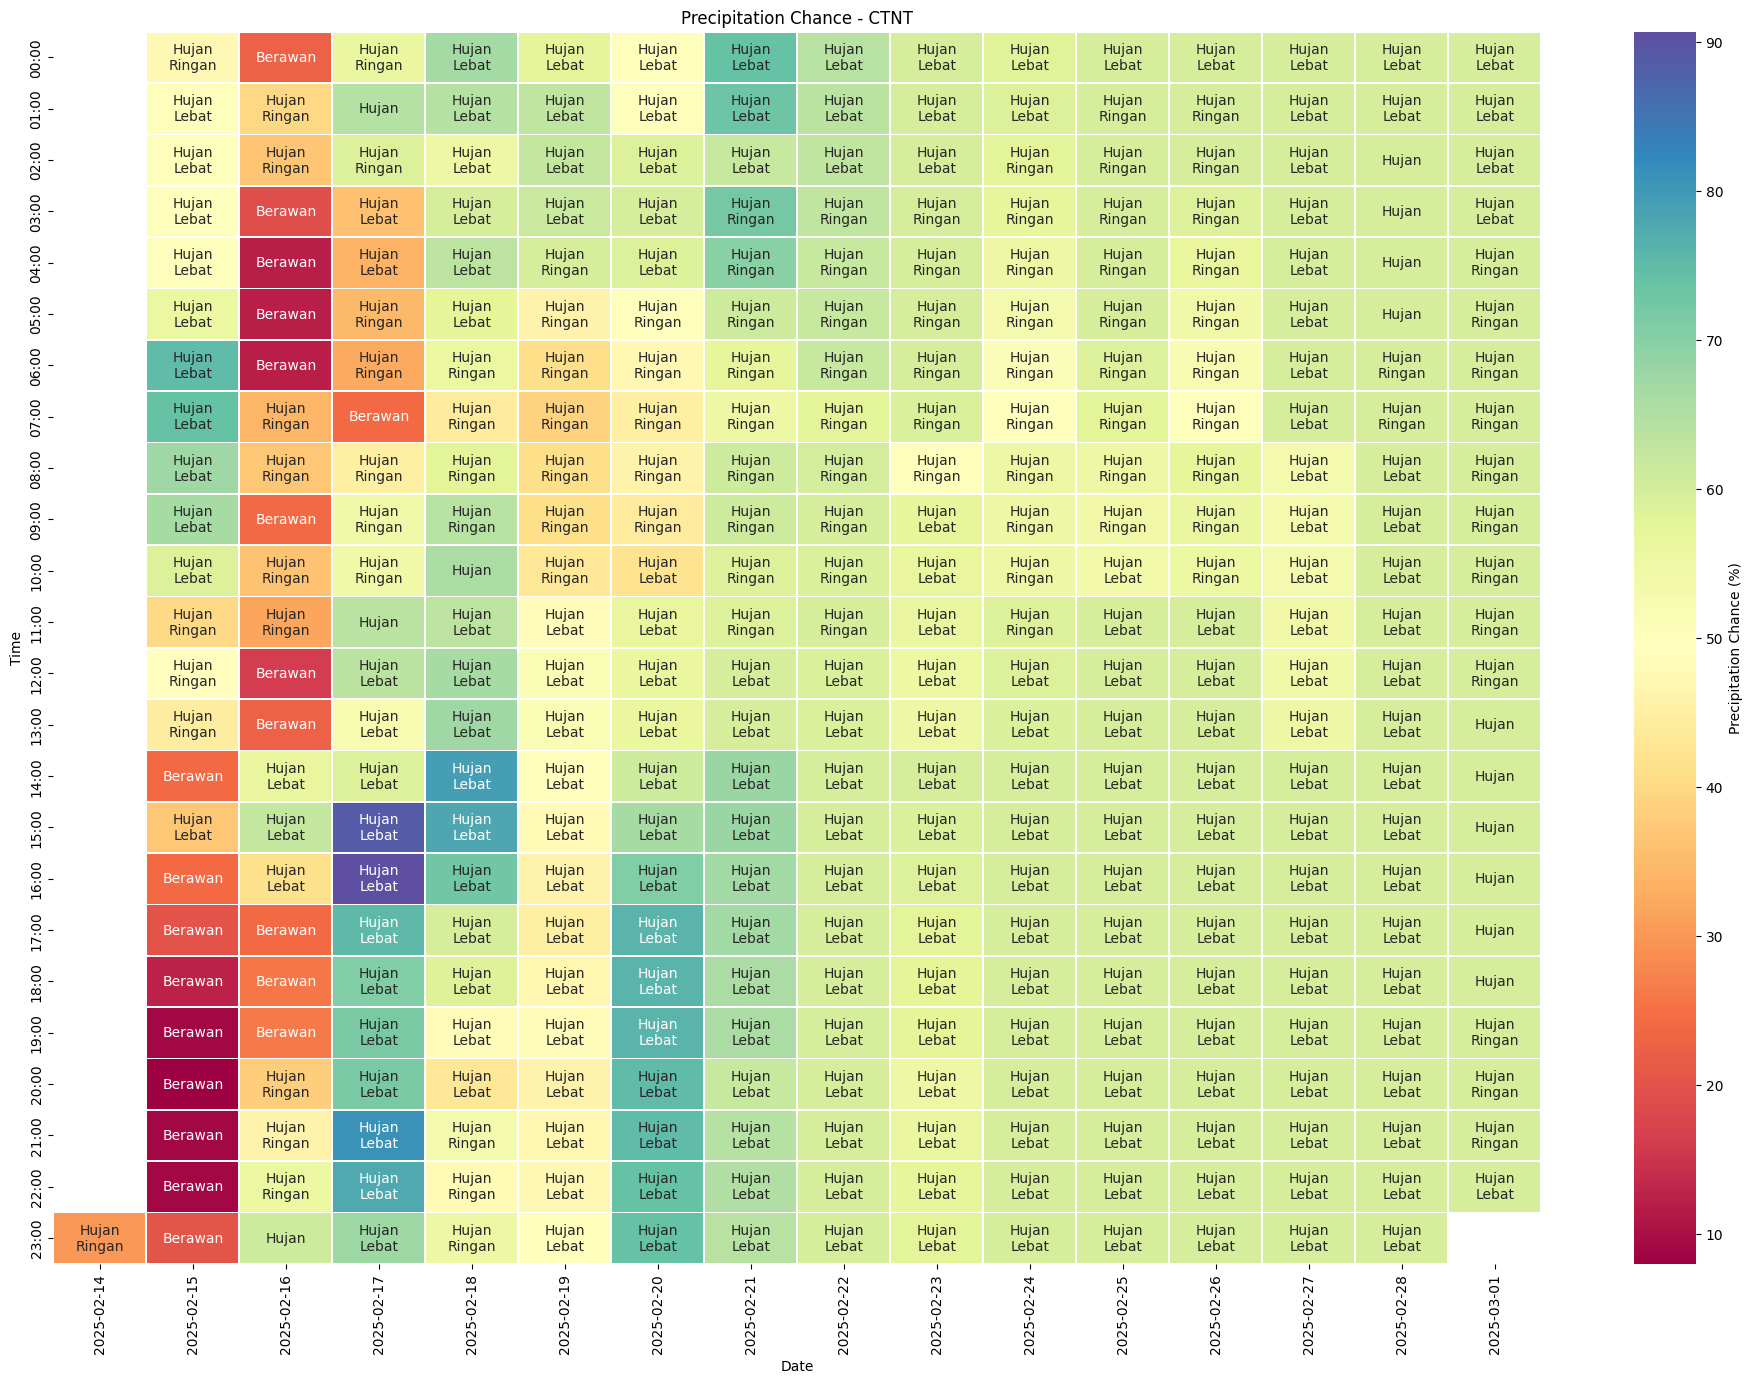 Precipitation Chance - CTNT
00:00 Hujan Ringan Berawan Hujan Ringan Hujan Lebat Hujan Lebat Hujan Lebat Hujan Lebat Hujan Lebat Hujan Lebat Hujan Lebat Hujan Lebat Hujan Lebat Hujan Lebat Hujan Lebat Hujan Lebat
01:00 Hujan Lebat Hujan Ringan Hujan Hujan Lebat Hujan Lebat Hujan Lebat Hujan Lebat Hujan Lebat Hujan Lebat Hujan Lebat Hujan Ringan Hujan Ringan Hujan Lebat Hujan Lebat Hujan Lebat
02:00 Hujan Lebat Hujan Ringan Hujan Ringan Hujan Lebat Hujan Lebat Hujan Lebat Hujan Lebat Hujan Lebat Hujan Lebat Hujan Ringan Hujan Ringan Hujan Ringan Hujan Lebat Hujan Hujan Lebat
03:00 Hujan Lebat Berawan Hujan Lebat Hujan Lebat Hujan Lebat Hujan Lebat Hujan Ringan Hujan Ringan Hujan Ringan Hujan Ringan Hujan Ringan Hujan Ringan Hujan Lebat Hujan Hujan Lebat
04:00 Hujan Lebat Berawan Hujan Lebat Hujan Lebat Hujan Ringan Hujan Lebat Hujan Ringan Hujan Ringan Hujan Ringan Hujan Ringan Hujan Ringan Hujan Ringan Hujan Lebat Hujan Hujan Ringan
05:00 Hujan Lebat Berawan Hujan Ringan Hujan Lebat Hujan Ringan Hujan Ringan Hujan Ringan Hujan Ringan Hujan Ringan Hujan Ringan Hujan Ringan Hujan Ringan Hujan Lebat Hujan Hujan Ringan
06:00 Hujan Lebat Berawan Hujan Ringan Hujan Ringan Hujan Ringan Hujan Ringan Hujan Ringan Hujan Ringan Hujan Ringan Hujan Ringan Hujan Ringan Hujan Ringan Hujan Lebat Hujan Ringan Hujan Ringan
07:00 Hujan Lebat Hujan Ringan Berawan Hujan Ringan Hujan Ringan Hujan Ringan Hujan Ringan Hujan Ringan Hujan Ringan Hujan Ringan Hujan Ringan Hujan Ringan Hujan Lebat Hujan Ringan Hujan Ringan
08:00 Hujan Lebat Hujan Ringan Hujan Ringan Hujan Ringan Hujan Ringan Hujan Ringan Hujan Ringan Hujan Ringan Hujan Ringan Hujan Ringan Hujan Ringan Hujan Ringan Hujan Lebat Hujan Lebat Hujan Ringan
09:00 Hujan Lebat Berawan Hujan Ringan Hujan Ringan Hujan Ringan Hujan Ringan Hujan Ringan Hujan Ringan Hujan Lebat Hujan Ringan Hujan Ringan Hujan Ringan Hujan Lebat Hujan Lebat Hujan Ringan
10:00 Hujan Lebat Hujan Ringan Hujan Ringan Hujan Hujan Ringan Hujan Lebat Hujan Ringan Hujan Ringan Hujan Lebat Hujan Ringan Hujan Lebat Hujan Ringan Hujan Lebat Hujan Lebat Hujan Ringan
11:00 Hujan Ringan Hujan Ringan Hujan Hujan Lebat Hujan Lebat Hujan Lebat Hujan Ringan Hujan Ringan Hujan Lebat Hujan Ringan Hujan Lebat Hujan Lebat Hujan Lebat Hujan Lebat Hujan Ringan
12:00 Hujan Ringan Berawan Hujan Lebat Hujan Lebat Hujan Lebat Hujan Lebat Hujan Lebat Hujan Lebat Hujan Lebat Hujan Lebat Hujan Lebat Hujan Lebat Hujan Lebat Hujan Lebat Hujan Ringan
13:00 Hujan Ringan Berawan Hujan Lebat Hujan Lebat Hujan Lebat Hujan Lebat Hujan Lebat Hujan Lebat Hujan Lebat Hujan Lebat Hujan Lebat Hujan Lebat Hujan Lebat Hujan Lebat Hujan
14:00 Berawan Hujan Lebat Hujan Lebat Hujan Lebat Hujan Lebat Hujan Lebat Hujan Lebat Hujan Lebat Hujan Lebat Hujan Lebat Hujan Lebat Hujan Lebat Hujan Lebat Hujan Lebat Hujan
15:00 Hujan Lebat Hujan Lebat Hujan Lebat Hujan Lebat Hujan Lebat Hujan Lebat Hujan Lebat Hujan Lebat Hujan Lebat Hujan Lebat Hujan Lebat Hujan Lebat Hujan Lebat Hujan Lebat Hujan
16:00 Berawan Hujan Lebat Hujan Lebat Hujan Lebat Hujan Lebat Hujan Lebat Hujan Lebat Hujan Lebat Hujan Lebat Hujan Lebat Hujan Lebat Hujan Lebat Hujan Lebat Hujan Lebat Hujan
17:00 Berawan Berawan Hujan Lebat Hujan Lebat Hujan Lebat Hujan Lebat Hujan Lebat Hujan Lebat Hujan Lebat Hujan Lebat Hujan Lebat Hujan Lebat Hujan Lebat Hujan Lebat Hujan
18:00 Berawan Berawan Hujan Lebat Hujan Lebat Hujan Lebat Hujan Lebat Hujan Lebat Hujan Lebat Hujan Lebat Hujan Lebat Hujan Lebat Hujan Lebat Hujan Lebat Hujan Lebat Hujan
19:00 Berawan Berawan Hujan Lebat Hujan Lebat Hujan Lebat Hujan Lebat Hujan Lebat Hujan Lebat Hujan Lebat Hujan Lebat Hujan Lebat Hujan Lebat Hujan Lebat Hujan Lebat Hujan Ringan
20:00 Berawan Hujan Ringan Hujan Lebat Hujan Lebat Hujan Lebat Hujan Lebat Hujan Lebat Hujan Lebat Hujan Lebat Hujan Lebat Hujan Lebat Hujan Lebat Hujan Lebat Hujan Lebat Hujan Ringan
21:00 Berawan Hujan Ringan Hujan Lebat Hujan Ringan Hujan Lebat Hujan Lebat Hujan Lebat Hujan Lebat Hujan Lebat Hujan Lebat Hujan Lebat Hujan Lebat Hujan Lebat Hujan Lebat Hujan Ringan
22:00 Berawan Hujan Ringan Hujan Lebat Hujan Ringan Hujan Lebat Hujan Lebat Hujan Lebat Hujan Lebat Hujan Lebat Hujan Lebat Hujan Lebat Hujan Lebat Hujan Lebat Hujan Lebat Hujan Lebat
23:00 Hujan Ringan Berawan Hujan Hujan Lebat Hujan Ringan Hujan Lebat Hujan Lebat Hujan Lebat Hujan Lebat Hujan Lebat Hujan Lebat Hujan Lebat Hujan Lebat Hujan Lebat Hujan Lebat
Time
2025-02-14 2025-02-15 2025-02-16 2025-02-17 2025-02-18 2025-02-19 2025-02-20 2025-02-21 2025-02-22 2025-02-23 2025-02-24 2025-02-25 2025-02-26 2025-02-27 2025-02-28 2025-03-01
Date
90
80
70
60
50
40
30
20
10
Precipitation Chance (%)